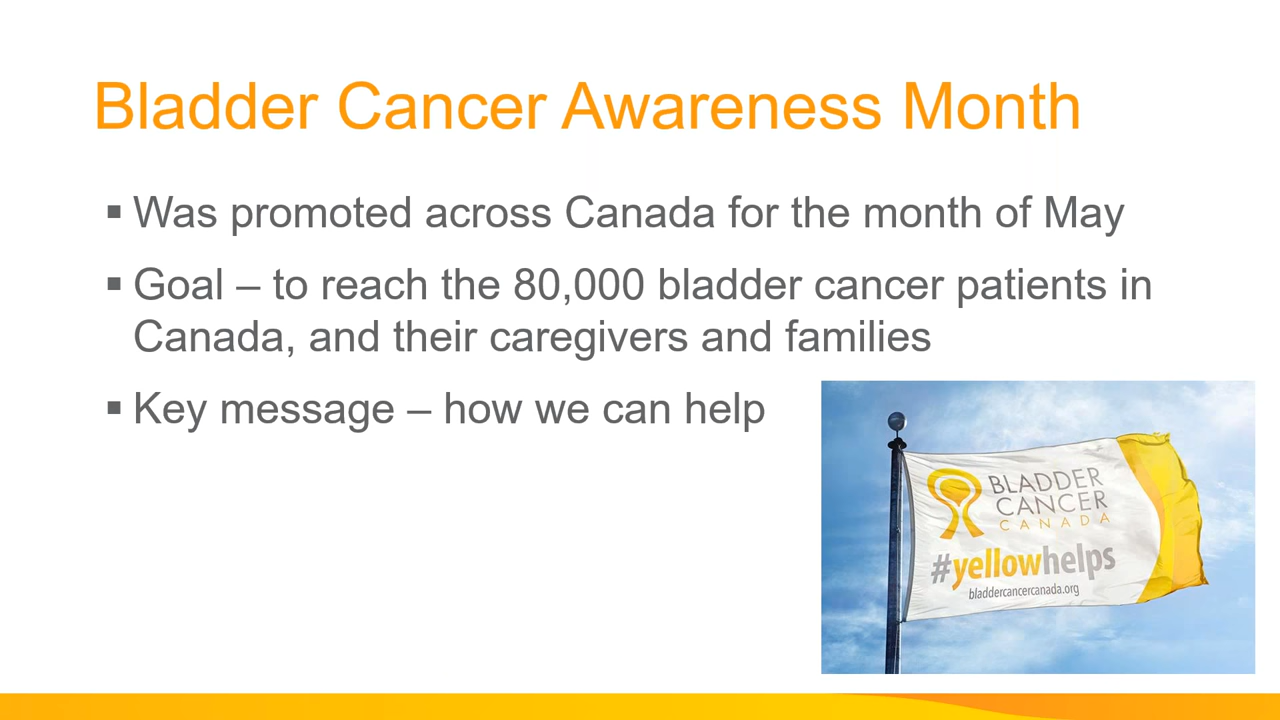 Bladder Cancer Awareness Month
▪ Was promoted across Canada for the month of May
▪ Goal – to reach the 80,000 bladder cancer patients in
Canada, and their caregivers and families
▪ Key message – how we can help
BLADDER
CANCER
CANADA
#yellowhelps
bladdercancercanada.org